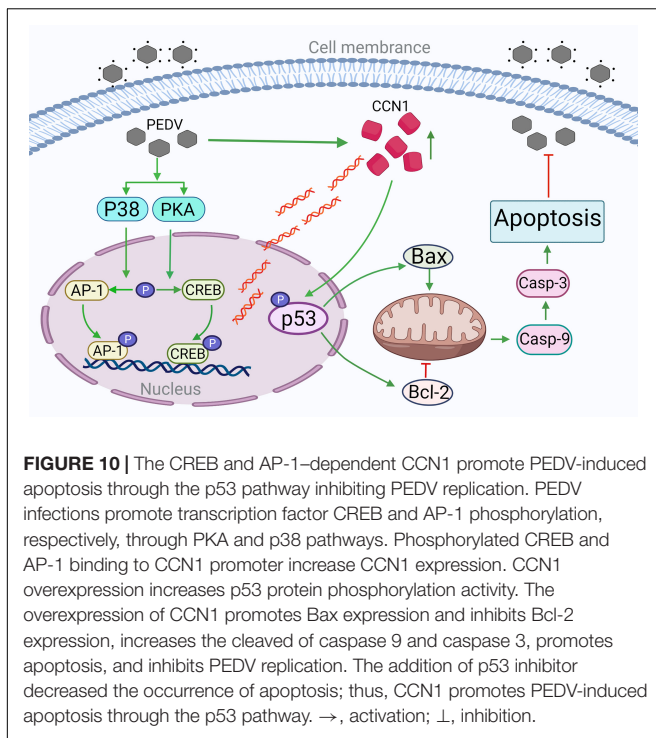 Cell membrance
PEDV
CCN1
P38
PKA
Apoptosis
AP-1
P
CREB
P
p53
Bax
Casp-3
Casp-9
AP-1
P
CREB
P
Nucleus
Bcl-2
FIGURE 10 | The CREB and AP-1–dependent CCN1 promote PEDV-induced
apoptosis through the p53 pathway inhibiting PEDV replication. PEDV
infections promote transcription factor CREB and AP-1 phosphorylation,
respectively, through PKA and p38 pathways. Phosphorylated CREB and
AP-1 binding to CCN1 promoter increase CCN1 expression. CCN1
overexpression increases p53 protein phosphorylation activity. The
overexpression of CCN1 promotes Bax expression and inhibits Bcl-2
expression, increases the cleaved of caspase 9 and caspase 3, promotes
apoptosis, and inhibits PEDV replication. The addition of p53 inhibitor
decreased the occurrence of apoptosis; thus, CCN1 promotes PEDV-induced
apoptosis through the p53 pathway. →, activation; ⊥, inhibition.